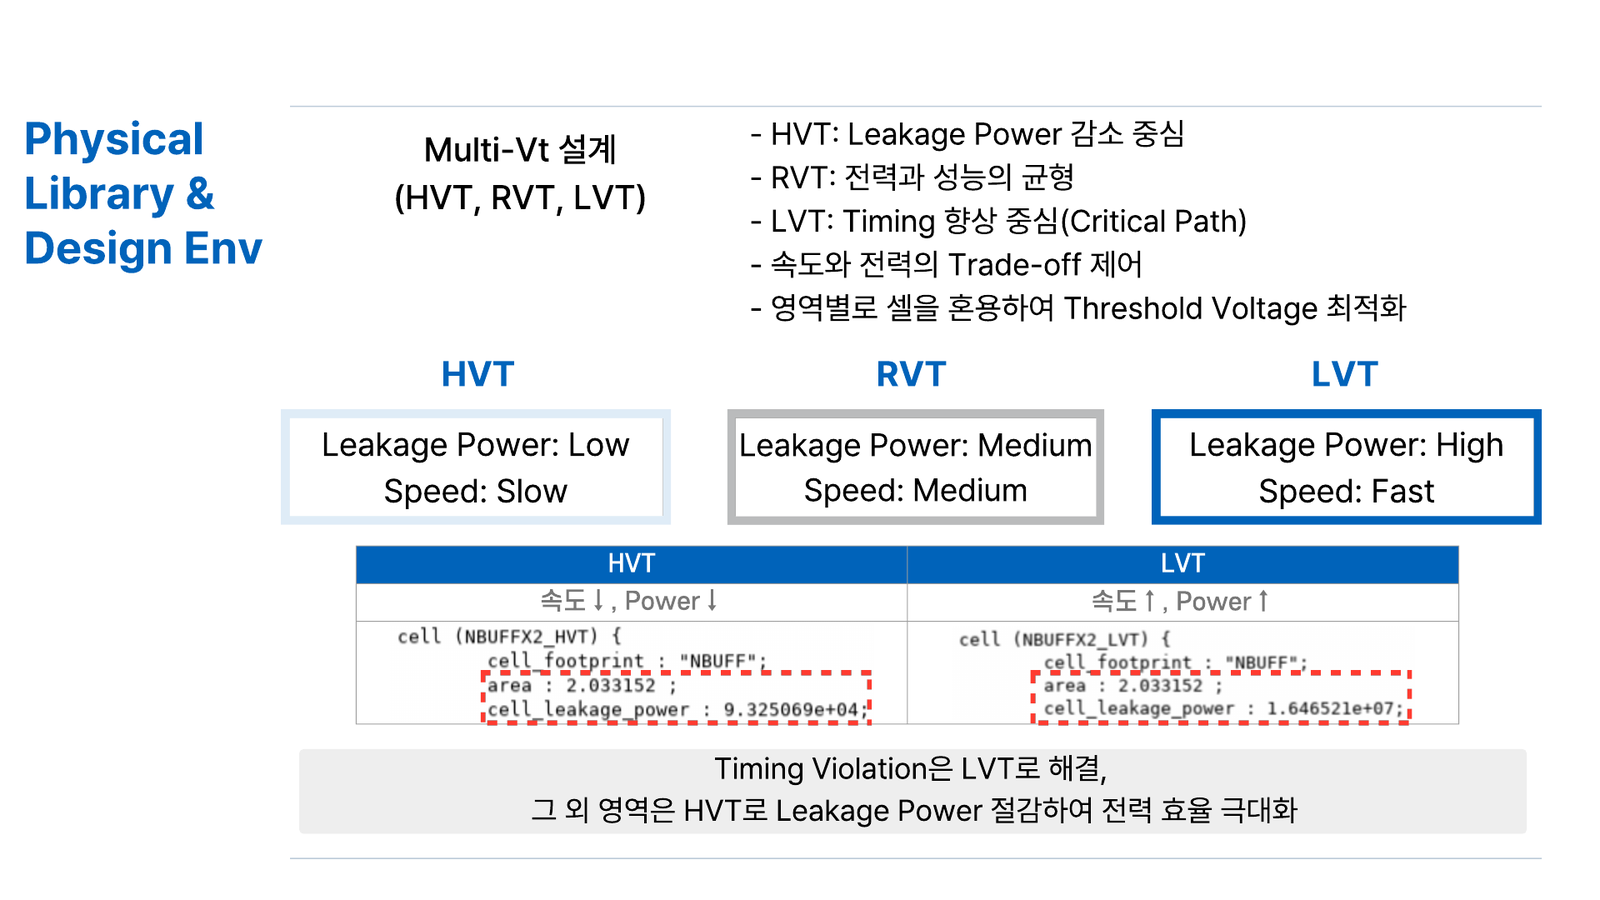 Physical
Library &
Design Env
Multi-Vt 설계
(HVT, RVT, LVT)
- HVT: Leakage Power 감소 중심
- RVT: 전력과 성능의 균형
- LVT: Timing 향상 중심(Critical Path)
- 속도와 전력의 Trade-off 제어
- 영역별로 셀을 혼용하여 Threshold Voltage 최적화
HVT
Leakage Power: Low
Speed: Slow
RVT
Leakage Power: Medium
Speed: Medium
LVT
Leakage Power: High
Speed: Fast
HVT
속도↓, Power↓
cell (NBUFFX2_HVT) {
cell_footprint : "NBUFF";
area : 2.033152 ;
cell_leakage_power : 9.325069e+04;
LVT
속도↑, Power↑
cell (NBUFFX2_LVT) {
cell_footprint : "NBUFF";
area : 2.033152 ;
cell_leakage_power : 1.646521e+07;
Timing Violation은 LVT로 해결,
그 외 영역은 HVT로 Leakage Power 절감하여 전력 효율 극대화